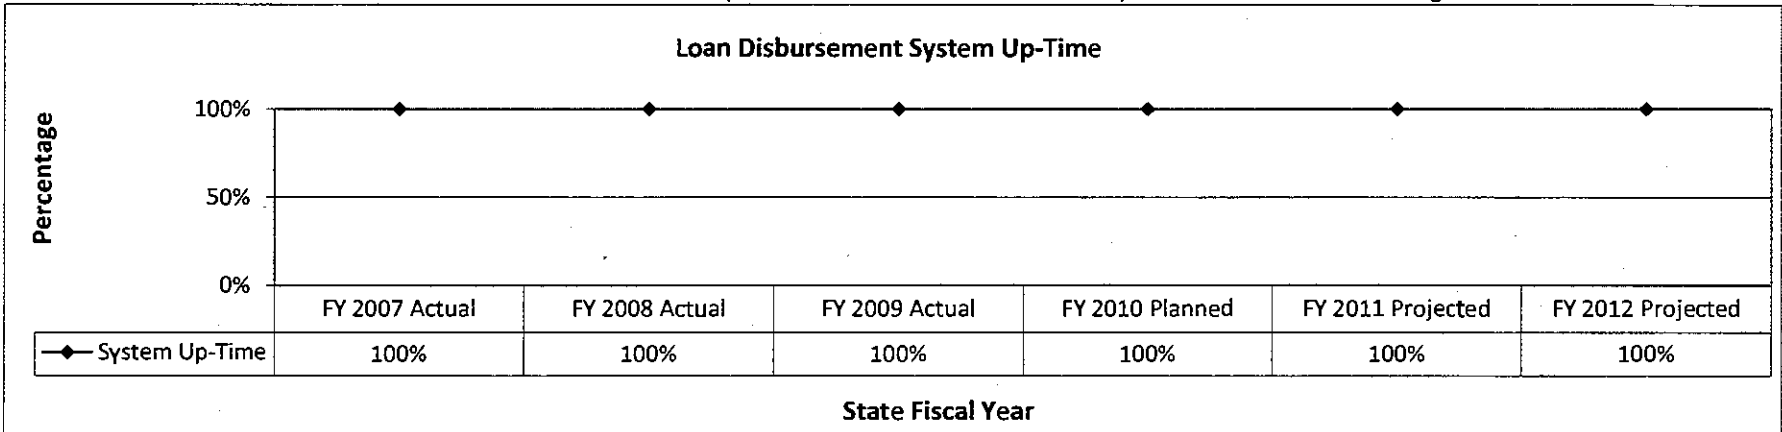 Loan Disbursement System Up-Time
Percentage
100%
50%
0%
FY 2007 Actual FY 2008 Actual FY 2009 Actual FY 2010 Planned FY 2011 Projected FY 2012 Projected
System Up-Time 100% 100% 100% 100% 100% 100%
State Fiscal Year